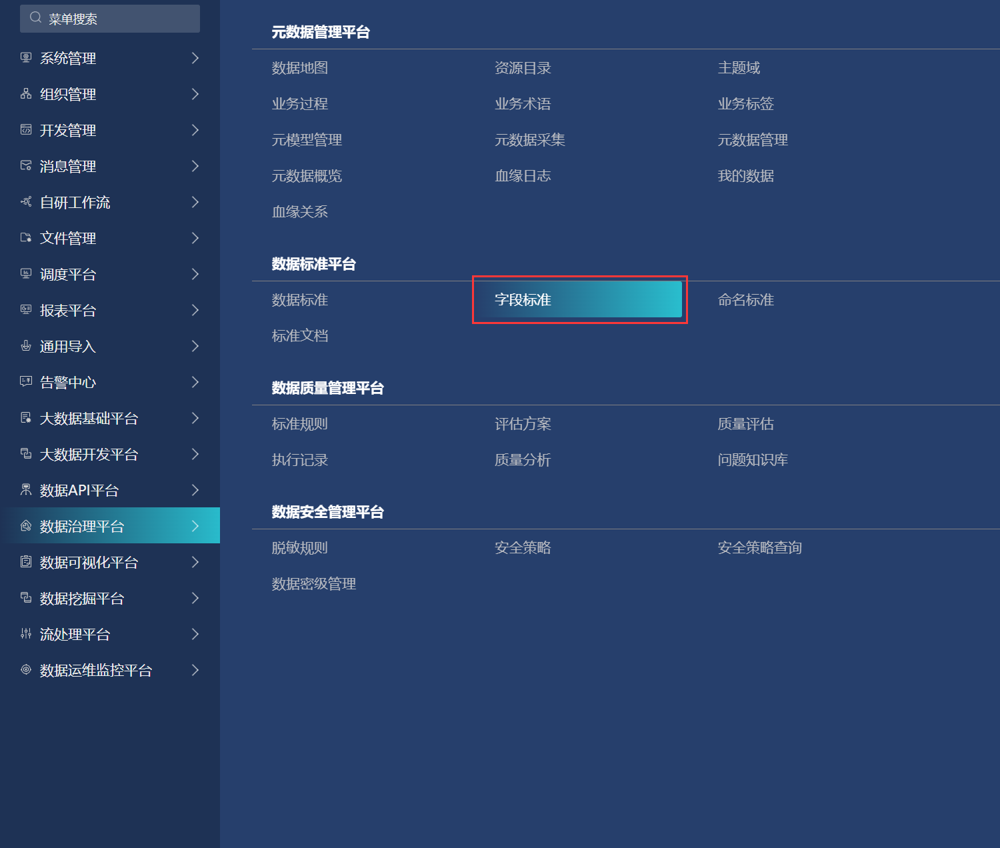 菜单搜索
系统管理
组织管理
开发管理
消息管理
自研工作流
文件管理
调度平台
报表平台
通用导入
告警中心
大数据基础平台
大数据开发平台
数据API平台
数据治理平台
数据可视化平台
数据挖掘平台
流处理平台
数据运维监控平台
元数据管理平台
数据地图 资源目录 主题域
业务过程 业务术语 业务标签
元模型管理 元数据采集 元数据管理
元数据概览 血缘日志 我的数据
血缘关系
数据标准平台
数据标准 字段标准 命名标准
标准文档
数据质量管理平台
标准规则 评估方案 质量评估
执行记录 质量分析 问题知识库
数据安全管理平台
脱敏规则 安全策略 安全策略查询
数据密级管理